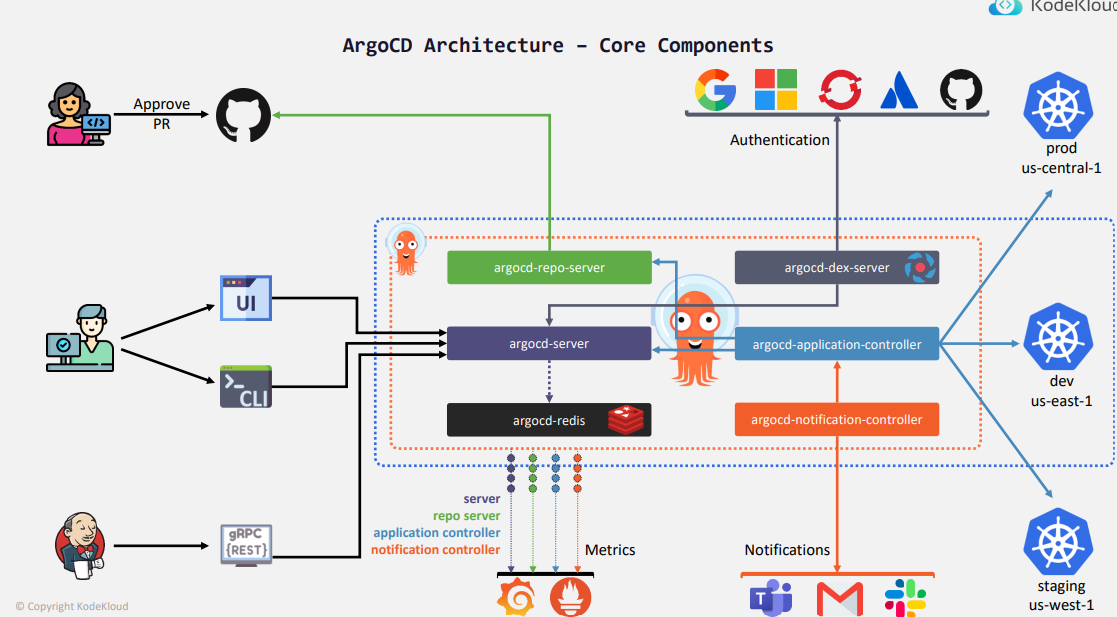 KodeKloud
ArgoCD Architecture – Core Components
Approve
PR
Authentication
prod
us-central-1
argocd-repo-server
argocd-dex-server
UI
argocd-server
argocd-application-controller
dev
us-east-1
>_
CLI
argocd-redis
argocd-notification-controller
server
repo server
application controller
notification controller
gRPC
{REST}
Metrics
Notifications
T
staging
us-west-1
© Copyright KodeKloud